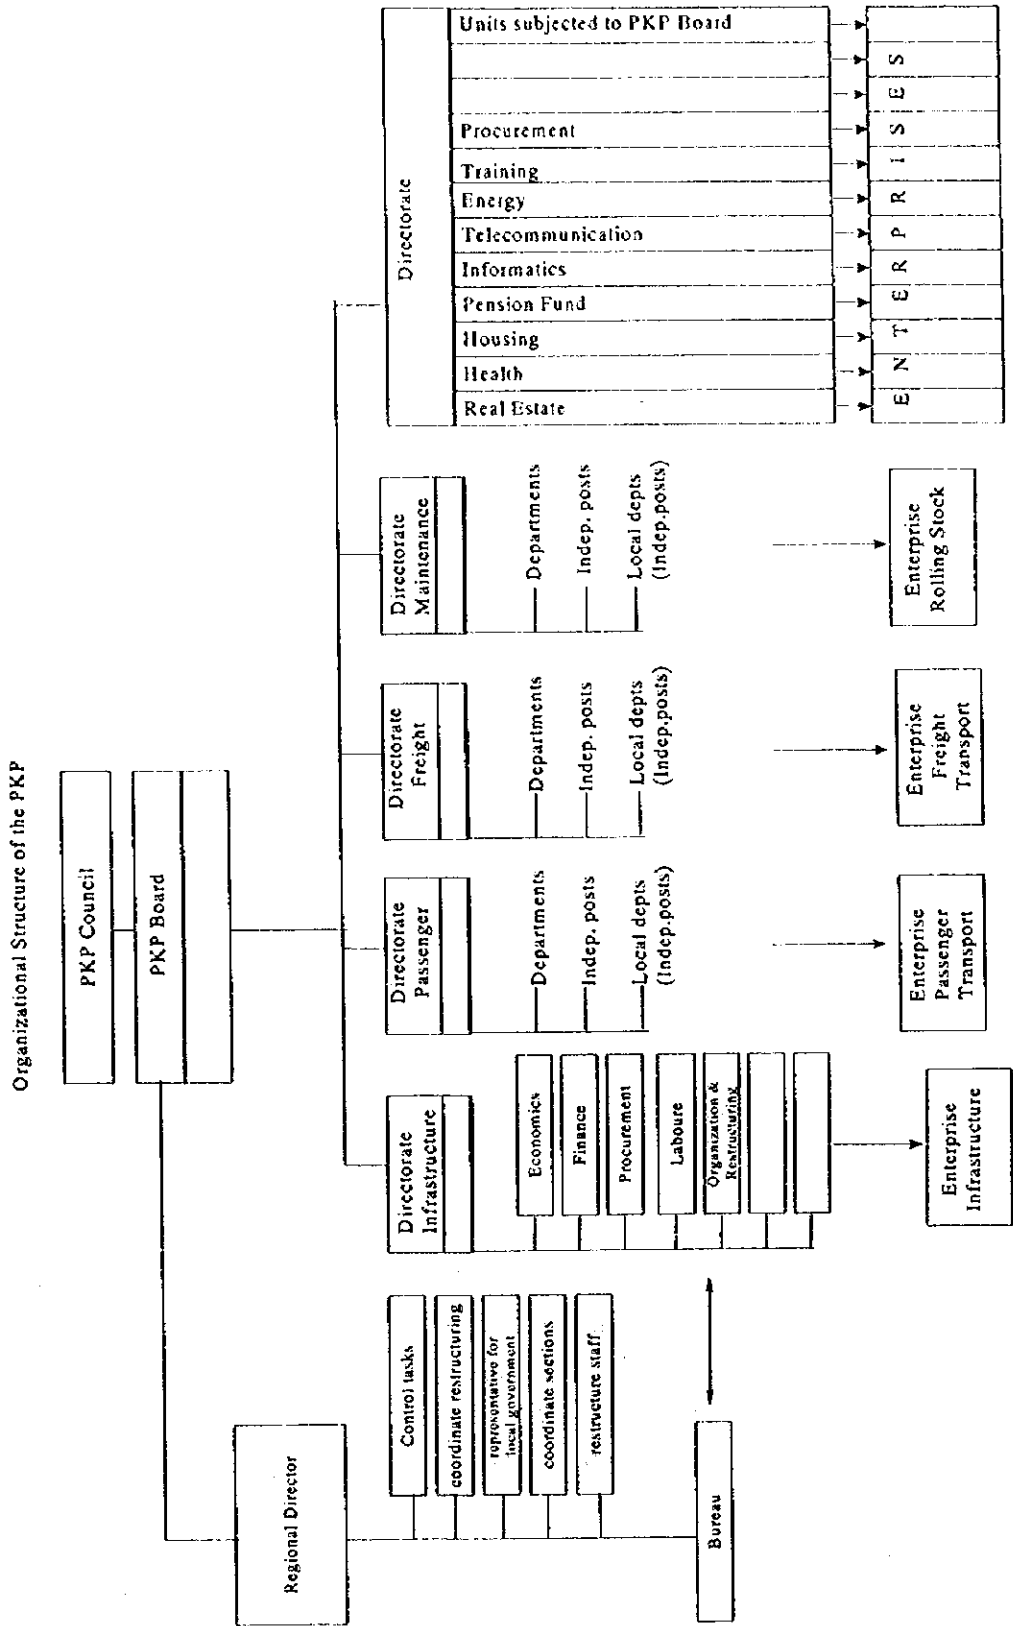 Organizational Structure of the PKP
PKP Council
PKP Board
Regional Director
Control tasks
coordinate restructuring
representative for
local government
coordinate sections
restructure staff
Bureau
Directorate
Infrastructure
Economics
Finance
Procurement
Laboure
Organization &
Restructuring
Enterprise
Infrastructure
Directorate
Passenger
Departments
Indep. posts
Local depts
(Indep.posts)
Enterprise
Passenger
Transport
Directorate
Freight
Departments
Indep. posts
Local depts
(Indep.posts)
Enterprise
Freight
Transport
Directorate
Maintenance
Departments
Indep. posts
Local depts
(Indep.posts)
Enterprise
Rolling Stock
Directorate
Units subjected to PKP Board
Procurement
Training
Energy
Telecommunication
Informatics
Pension Fund
Housing
Health
Real Estate
E N T E R P R I S E S